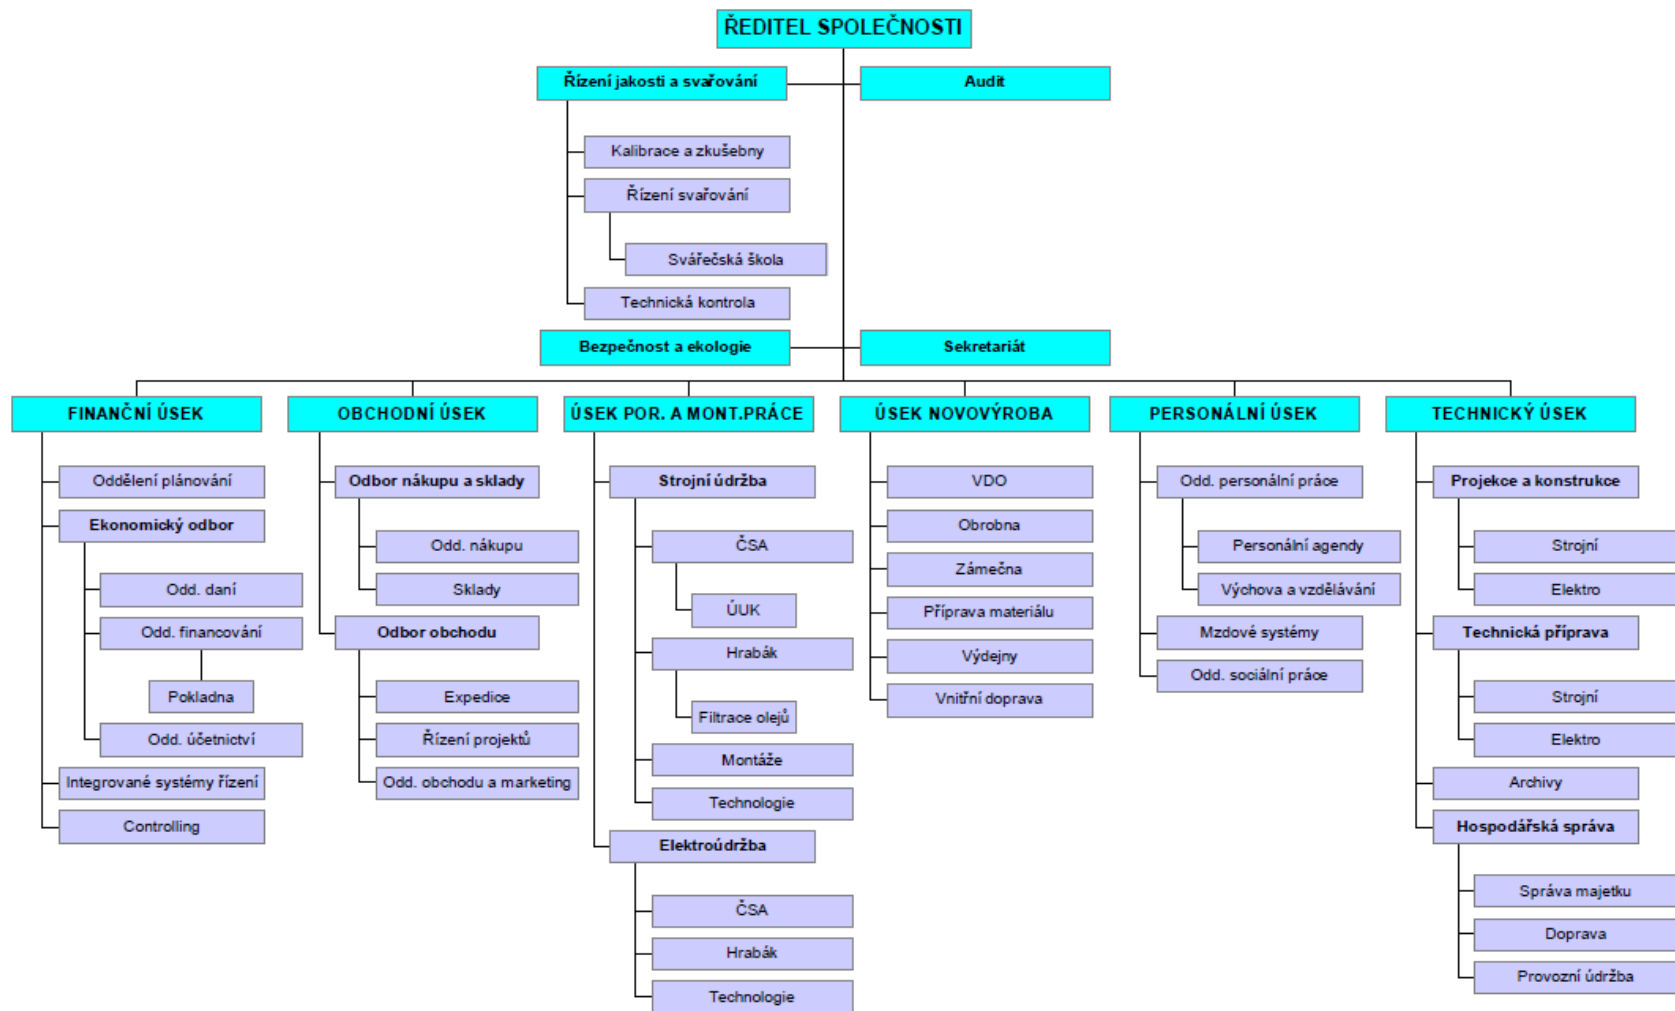 ŘEDITEL SPOLEČNOSTI
Řízení jakosti a svařování
Audit
Kalibrace a zkušebny
Řízení svařování
Svářečská škola
Technická kontrola
Bezpečnost a ekologie
Sekretariát
FINANČNÍ ÚSEK
Oddělení plánování
Ekonomický odbor
Odd. daní
Odd. financování
Pokladna
Odd. účetnictví
Integrované systémy řízení
Controlling
OBCHODNÍ ÚSEK
Odbor nákupu a sklady
Odd. nákupu
Sklady
Odbor obchodu
Expedice
Řízení projektů
Odd. obchodu a marketing
ÚSEK POR. A MONT.PRÁCE
Strojní údržba
ČSA
ÚUK
Hrabák
Filtrace olejů
Montáže
Technologie
Elektroúdržba
ČSA
Hrabák
Technologie
ÚSEK NOVOVÝROBA
VDO
Obrobna
Zámečna
Příprava materiálu
Výdejny
Vnitřní doprava
PERSONÁLNÍ ÚSEK
Odd. personální práce
Personální agendy
Výchova a vzdělávání
Mzdové systémy
Odd. sociální práce
TECHNICKÝ ÚSEK
Projekce a konstrukce
Strojní
Elektro
Technická příprava
Strojní
Elektro
Archivy
Hospodářská správa
Správa majetku
Doprava
Provozní údržba